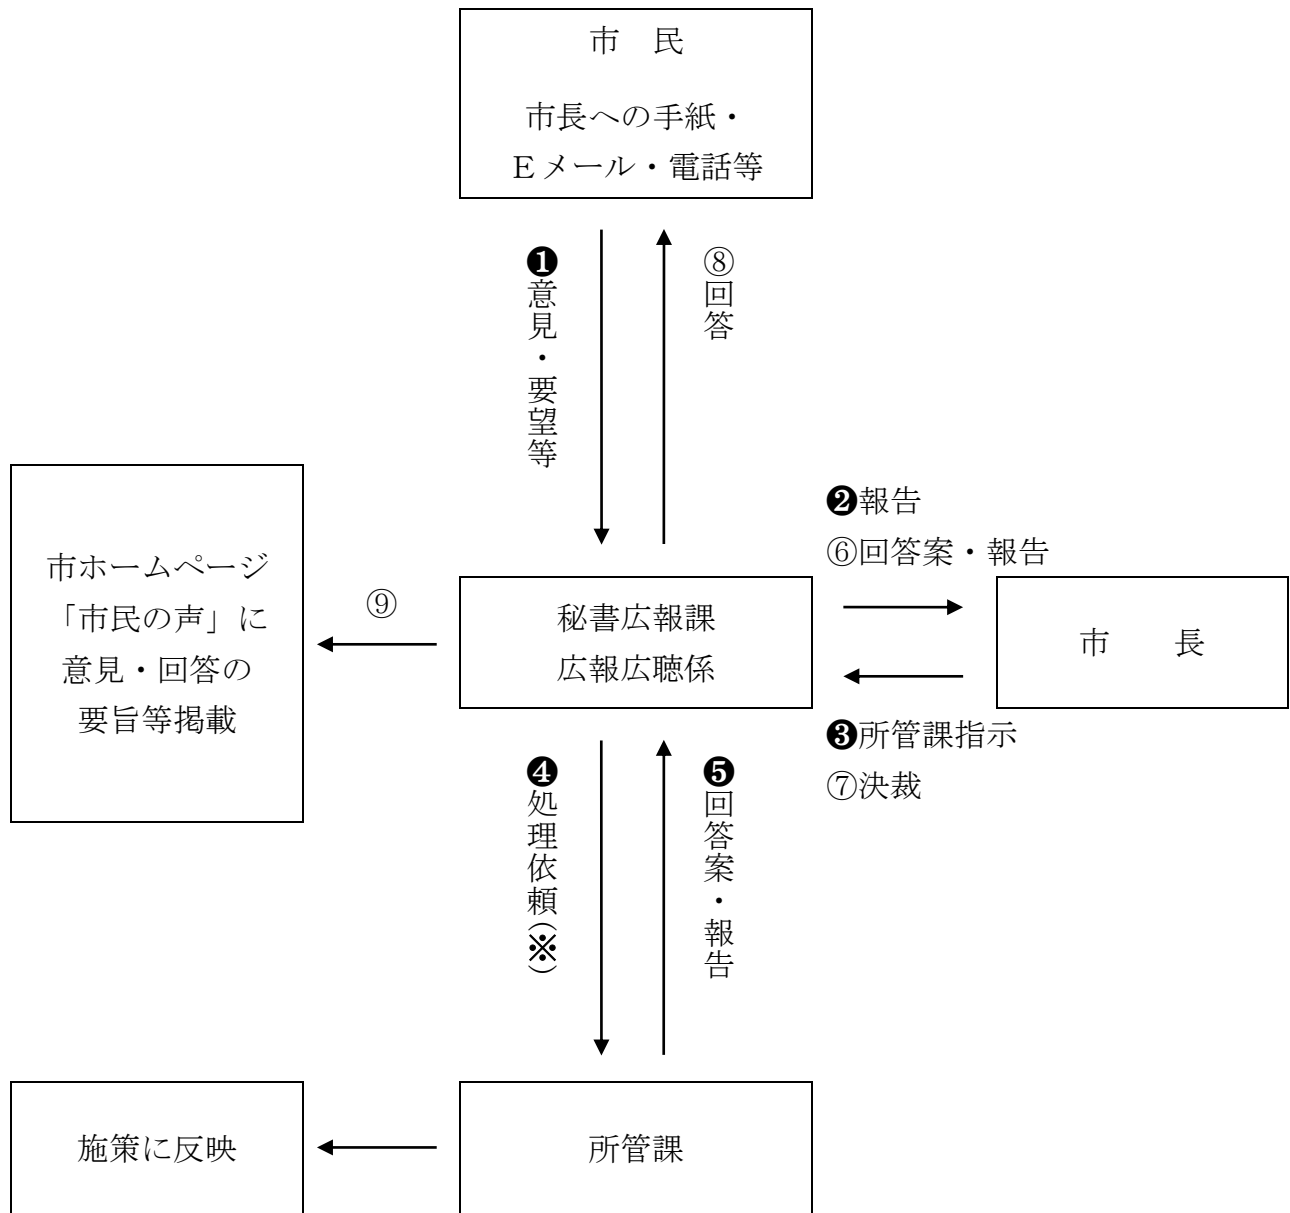 市　民
市長への手紙・
Ｅメール・電話等
❶意見・要望等
⑧回答
❷報告
⑥回答案・報告
市ホームページ
「市民の声」に
意見・回答の
要旨等掲載
⑨
秘書広報課
広報広聴係
市　　長
❸所管課指示
⑦決裁
❹処理依頼（※）
❺回答案・報告
施策に反映
所管課